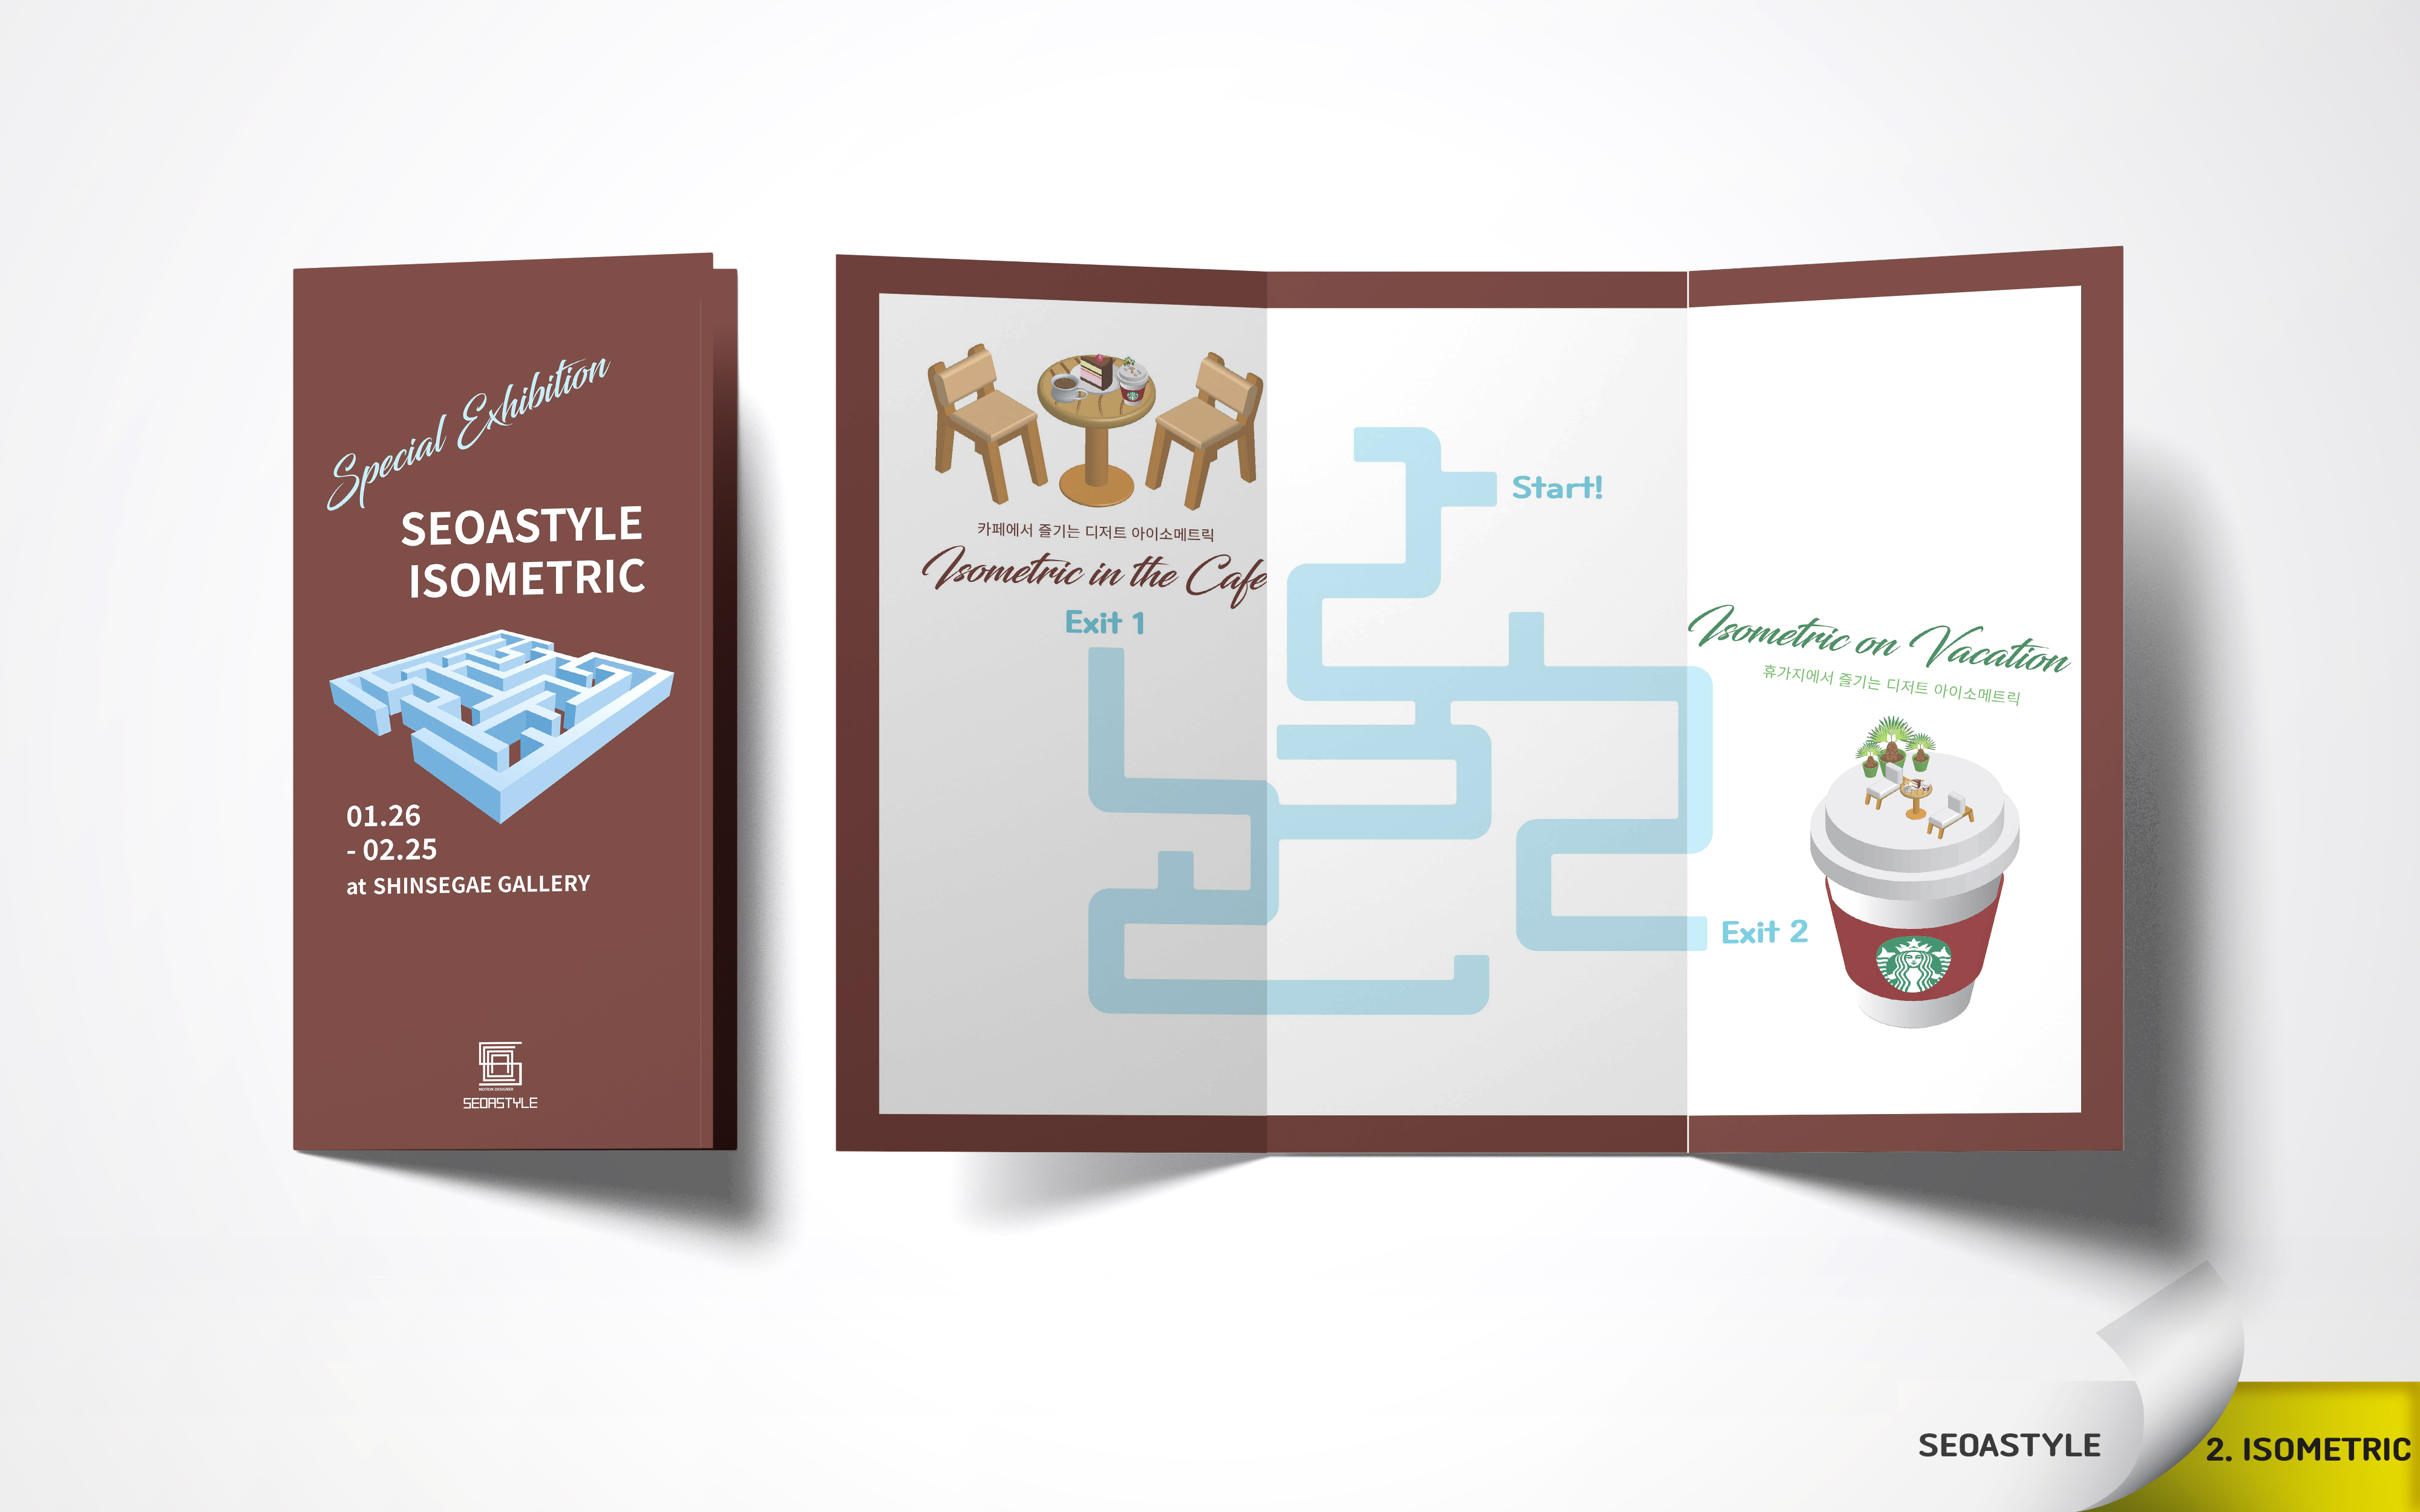 Special Exhibition
SEOASTYLE
ISOMETRIC
01.26
- 02.25
at SHINSEGAE GALLERY
MOTION DESIGNER
SEOASTYLE
카페에서 즐기는 디저트 아이소메트릭
Isometric in the Cafe
Exit 1
Start!
Isometric on Vacation
휴가지에서 즐기는 디저트 아이소메트릭
Exit 2
SEOASTYLE
2. ISOMETRIC